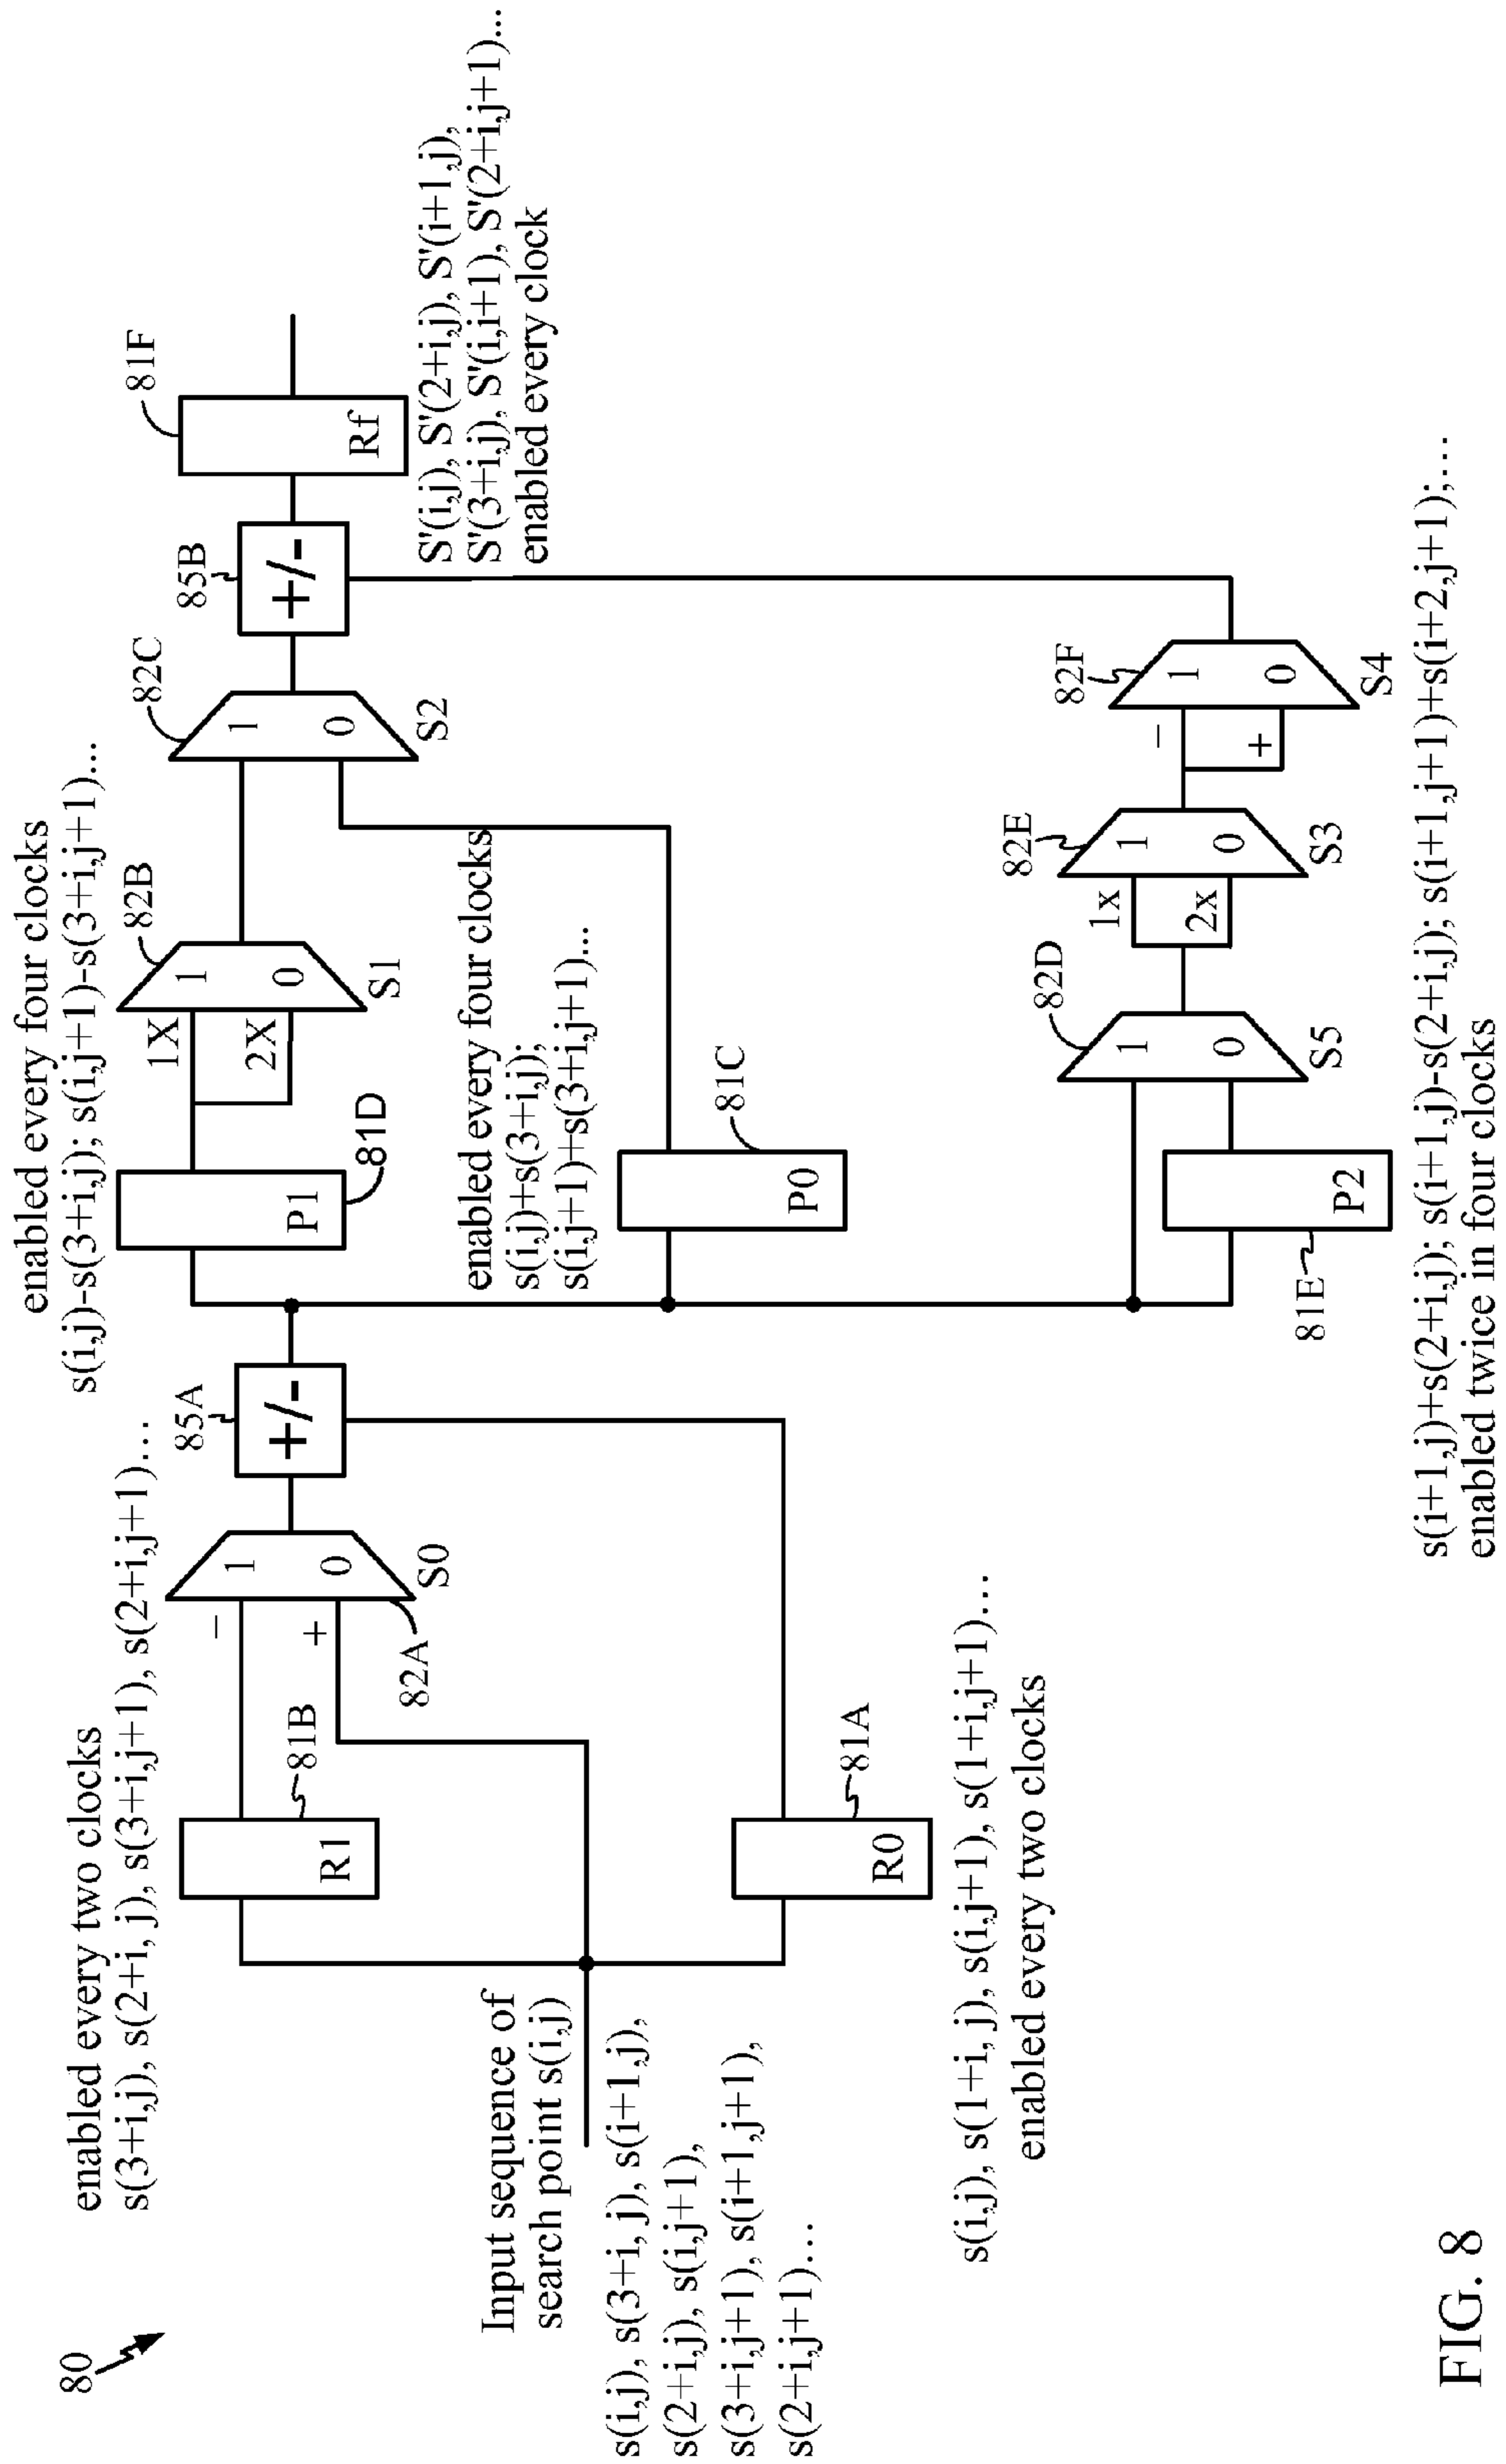 80
enabled every two clocks
s(3+i,j), s(2+i, j), s(3+i,j+1), s(2+i,j+1)...
R1
81B
Input sequence of
search point s(i,j)
s(i,j), s(3+i, j), s(i+1,j),
s(2+i,j), s(i,j+1),
s(3+i,j+1), s(i+1,j+1),
s(2+i,j+1)...
R0
81A
s(i,j), s(1+i, j), s(i,j+1), s(1+i,j+1)...
enabled every two clocks
−
+
1
0
S0
82A
85A
+/-
enabled every four clocks
s(i,j)-s(3+i,j); s(i,j+1)-s(3+i,j+1)...
P1
81D
1X
2X
1
0
S1
82B
enabled every four clocks
s(i,j)+s(3+i,j);
s(i,j+1)+s(3+i,j+1)...
P0
81C
1
0
S2
82C
85B
+/-
Rf
81F
S'(i,j), S'(2+i,j), S'(i+1,j),
S'(3+i,j), S'(i,i+1), S'(2+i,j+1)...
enabled every clock
P2
81E
1
0
S5
82D
1x
2x
1
0
S3
82E
−
+
1
0
S4
82F
s(i+1,j)+s(2+i,j); s(i+1,j)-s(2+i,j); s(i+1,j+1)+s(i+2,j+1);...
enabled twice in four clocks
FIG. 8